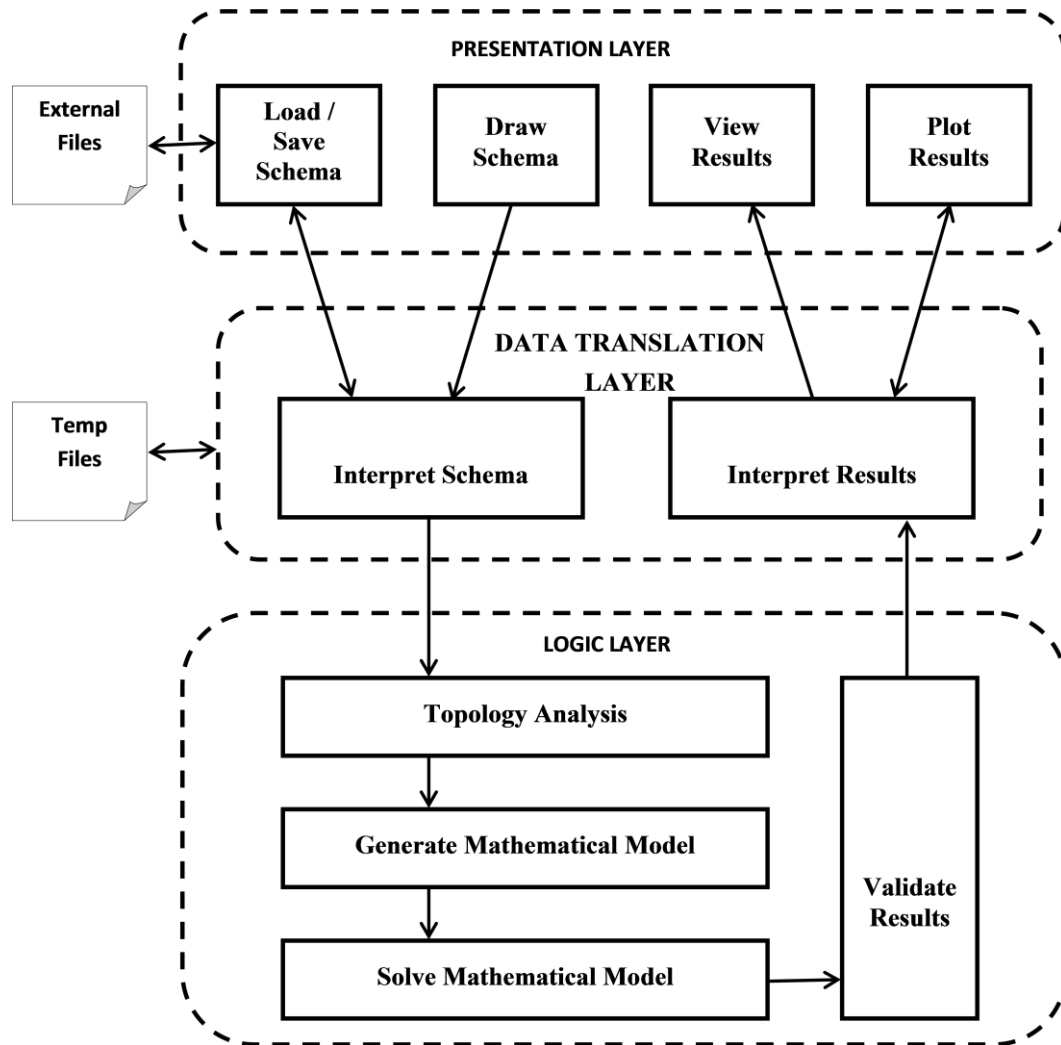 PRESENTATION LAYER
External
Files
Load /
Save
Schema
Draw
Schema
View
Results
Plot
Results
DATA TRANSLATION
LAYER
Temp
Files
Interpret Schema
Interpret Results
LOGIC LAYER
Topology Analysis
Generate Mathematical Model
Solve Mathematical Model
Validate
Results